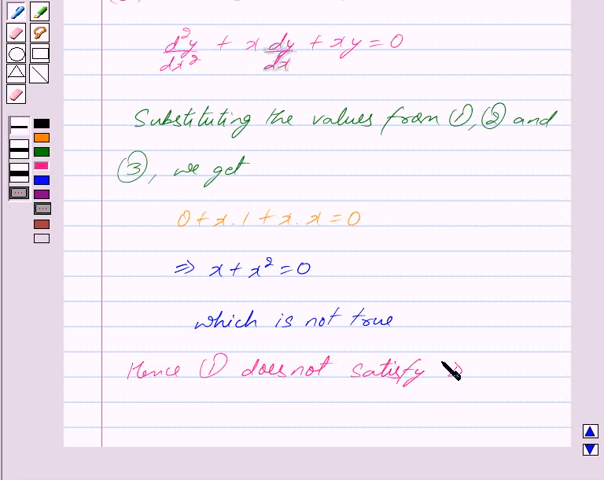 d²y/dx² + x dy/dx + xy = 0
Substituting the values from ①, ② and
③, we get
0 + x . 1 + x . x = 0
⇒ x + x² = 0
which is not true
Hence ① does not satisfy